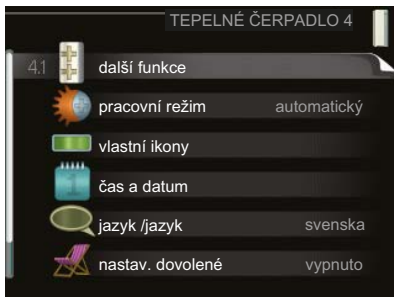 TEPELNÉ ČERPADLO 4
4.1 další funkce
pracovní režim automatický
vlastní ikony
1
čas a datum
jazyk /jazyk svenska
nastav. dovolené vypnuto